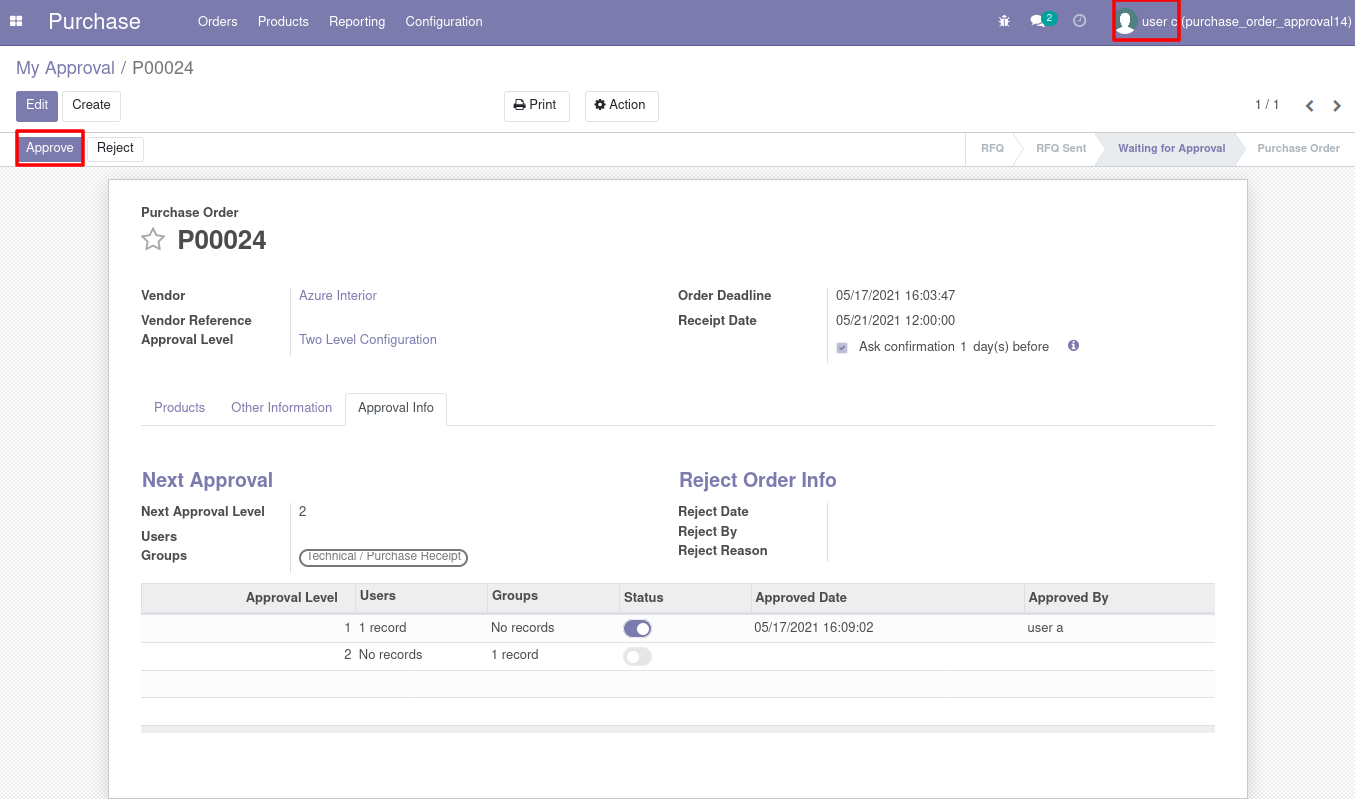 Purchase Orders Products Reporting Configuration 2 user c (purchase_order_approval14)
My Approval / P00024
Edit Create Print Action 1 / 1
Approve Reject RFQ RFQ Sent Waiting for Approval Purchase Order
Purchase Order
P00024
Vendor Azure Interior Order Deadline 05/17/2021 16:03:47
Vendor Reference Receipt Date 05/21/2021 12:00:00
Approval Level Two Level Configuration Ask confirmation 1 day(s) before
Products Other Information Approval Info
Next Approval Reject Order Info
Next Approval Level 2 Reject Date
Users Reject By
Groups Technical / Purchase Receipt Reject Reason
Approval Level Users Groups Status Approved Date Approved By
1 1 record No records 05/17/2021 16:09:02 user a
2 No records 1 record